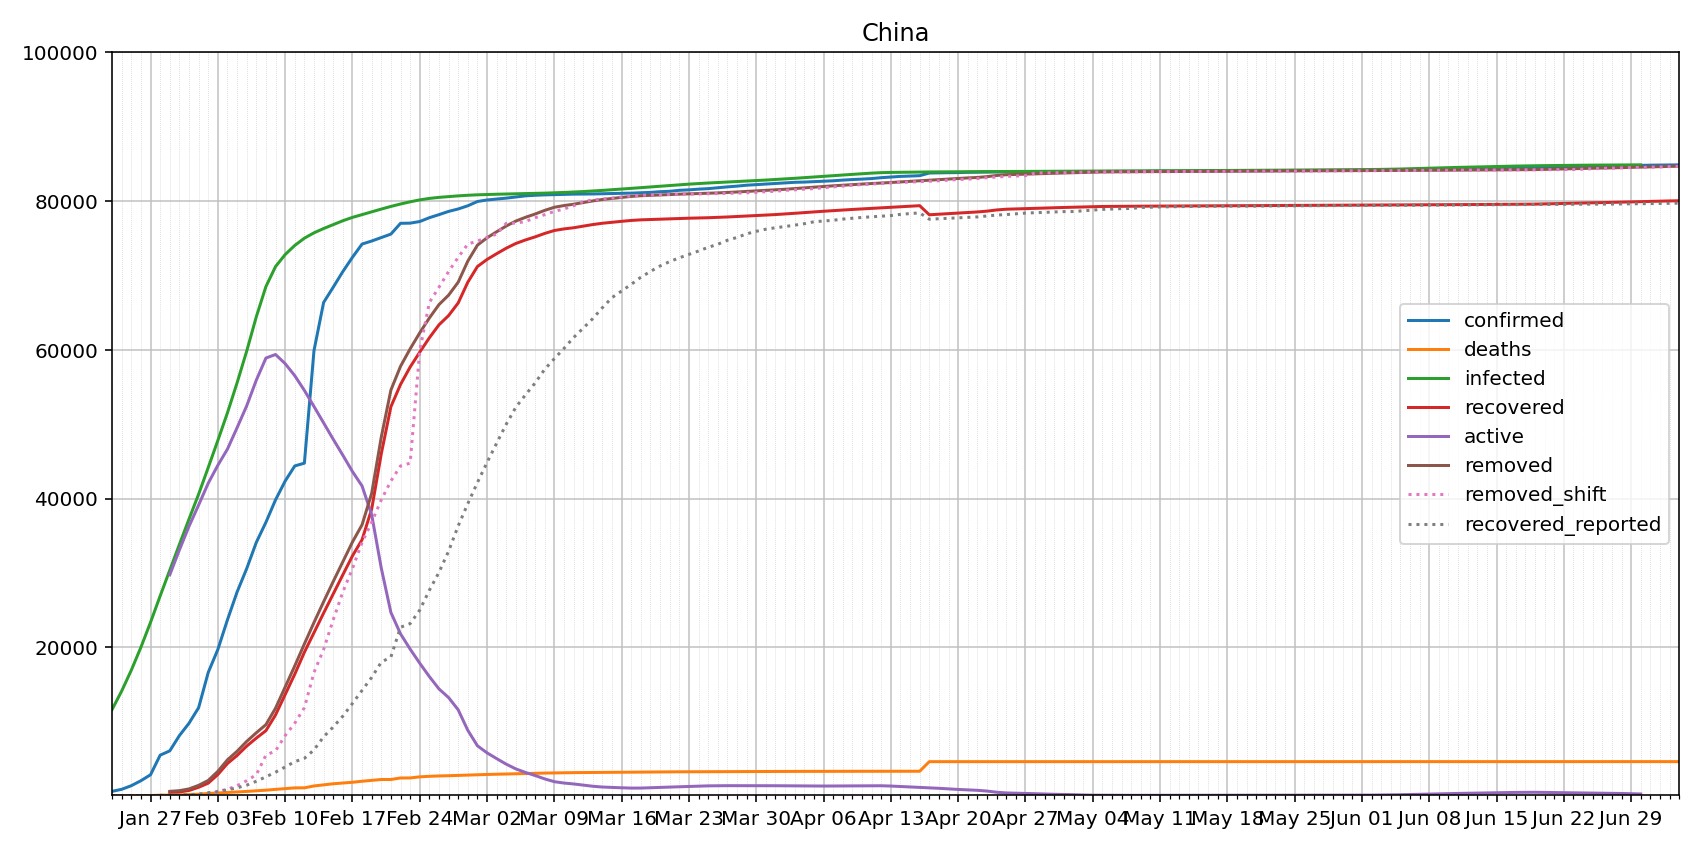 China
100000
80000
60000
40000
20000
confirmed
deaths
infected
recovered
active
removed
removed_shift
recovered_reported
Jan 27 Feb 03 Feb 10 Feb 17 Feb 24 Mar 02 Mar 09 Mar 16 Mar 23 Mar 30 Apr 06 Apr 13 Apr 20 Apr 27 May 04 May 11 May 18 May 25 Jun 01 Jun 08 Jun 15 Jun 22 Jun 29